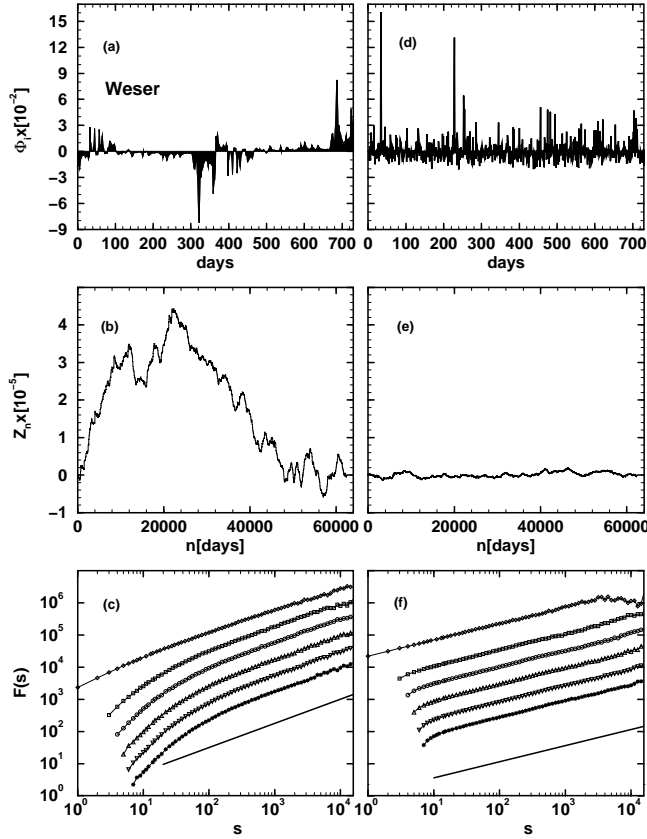 (a)
Weser
Φ_i x[10^-2]
15
12
9
6
3
0
−3
−6
−9
0 100 200 300 400 500 600 700
days
(d)
0 100 200 300 400 500 600 700
days
(b)
Z_n x[10^-5]
4
3
2
1
0
−1
0 20000 40000 60000
n[days]
(e)
20000 40000 60000
n[days]
(c)
F(s)
10^6
10^5
10^4
10^3
10^2
10^1
10^0
10^0 10^1 10^2 10^3 10^4
s
(f)
10^0 10^1 10^2 10^3 10^4
s